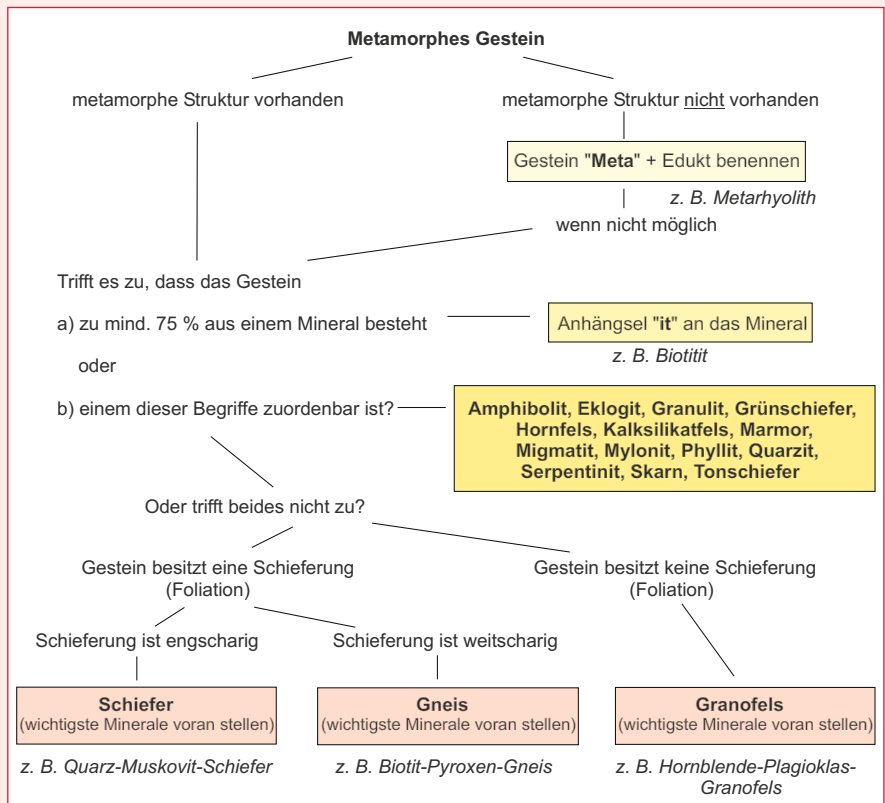 Metamorphes Gestein
metamorphe Struktur vorhanden
metamorphe Struktur nicht vorhanden
Gestein "Meta" + Edukt benennen
z. B. Metarhyolith
wenn nicht möglich
Trifft es zu, dass das Gestein
a) zu mind. 75 % aus einem Mineral besteht
Anhängsel "it" an das Mineral
z. B. Biotitit
oder
b) einem dieser Begriffe zuordenbar ist?
Amphibolit, Eklogit, Granulit, Grünschiefer,
Hornfels, Kalksilikatfels, Marmor,
Migmatit, Mylonit, Phyllit, Quarzit,
Serpentinit, Skarn, Tonschiefer
Oder trifft beides nicht zu?
Gestein besitzt eine Schieferung
(Foliation)
Gestein besitzt keine Schieferung
(Foliation)
Schieferung ist engscharig
Schieferung ist weitscharig
Schiefer
(wichtigste Minerale voran stellen)
z. B. Quarz-Muskovit-Schiefer
Gneis
(wichtigste Minerale voran stellen)
z. B. Biotit-Pyroxen-Gneis
Granofels
(wichtigste Minerale voran stellen)
z. B. Hornblende-Plagioklas-
Granofels